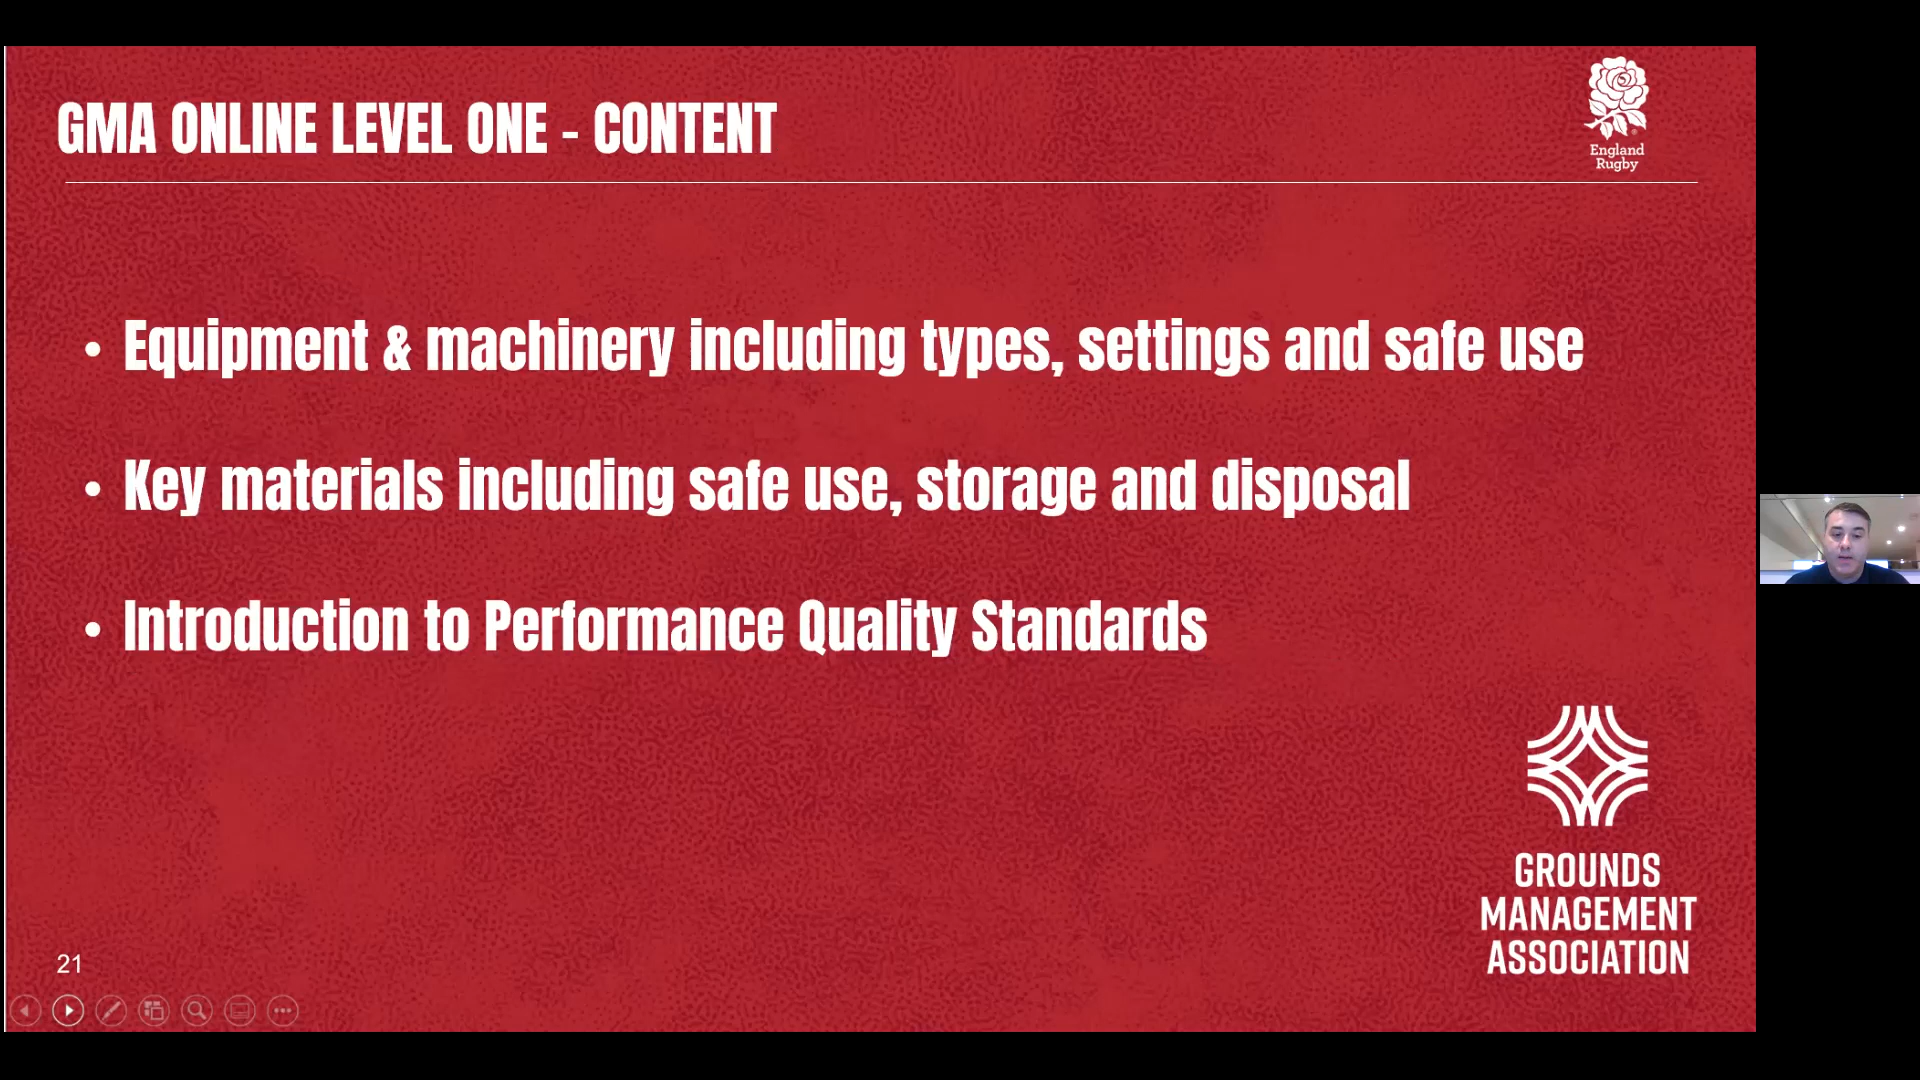 GMA ONLINE LEVEL ONE - CONTENT
England
Rugby
• Equipment & machinery including types, settings and safe use
• Key materials including safe use, storage and disposal
• Introduction to Performance Quality Standards
GROUNDS
MANAGEMENT
ASSOCIATION
21